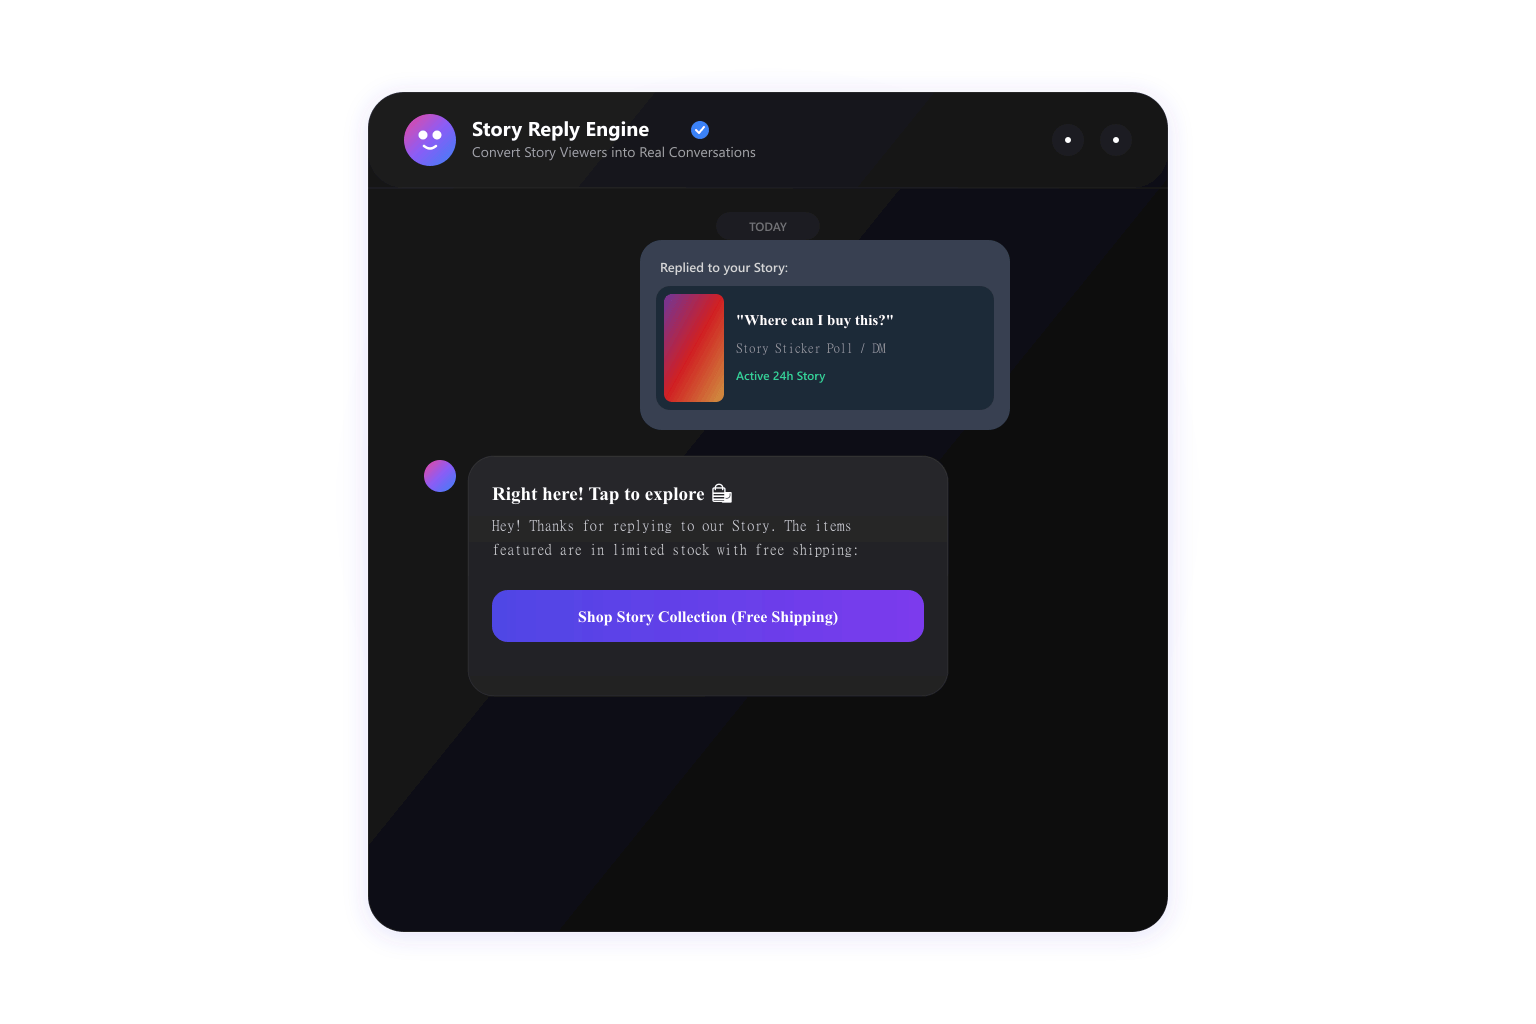 Story Reply Engine
Convert Story Viewers into Real Conversations
TODAY
Replied to your Story:
"Where can I buy this?"
Story Sticker Poll / DM
Active 24h Story
Right here! Tap to explore 🛍
Hey! Thanks for replying to our Story. The items
featured are in limited stock with free shipping:
Shop Story Collection (Free Shipping)